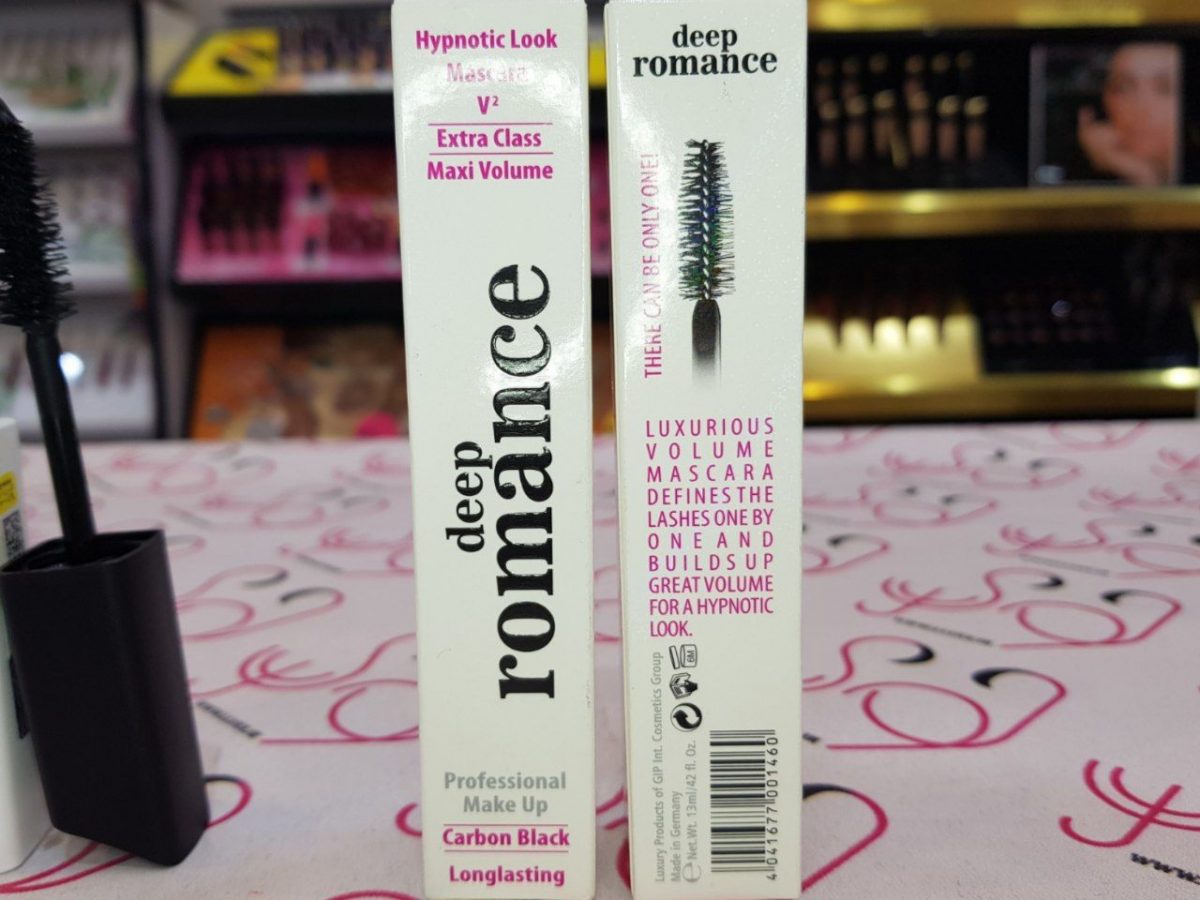 Hypnotic Look
Mascara
V²
Extra Class
Maxi Volume
deep
romance
Professional
Make Up
Carbon Black
Longlasting
deep
romance
THERE CAN BE ONLY ONE!
LUXURIOUS
VOLUME
MASCARA
DEFINES THE
LASHES ONE BY
ONE AND
BUILDS UP
GREAT VOLUME
FOR A HYPNOTIC
LOOK.
6M
Luxury Products of GIP Int. Cosmetics Group
Made in Germany
℮ Net.Wt. 13ml/42 fl. Oz.
4 041677 001460